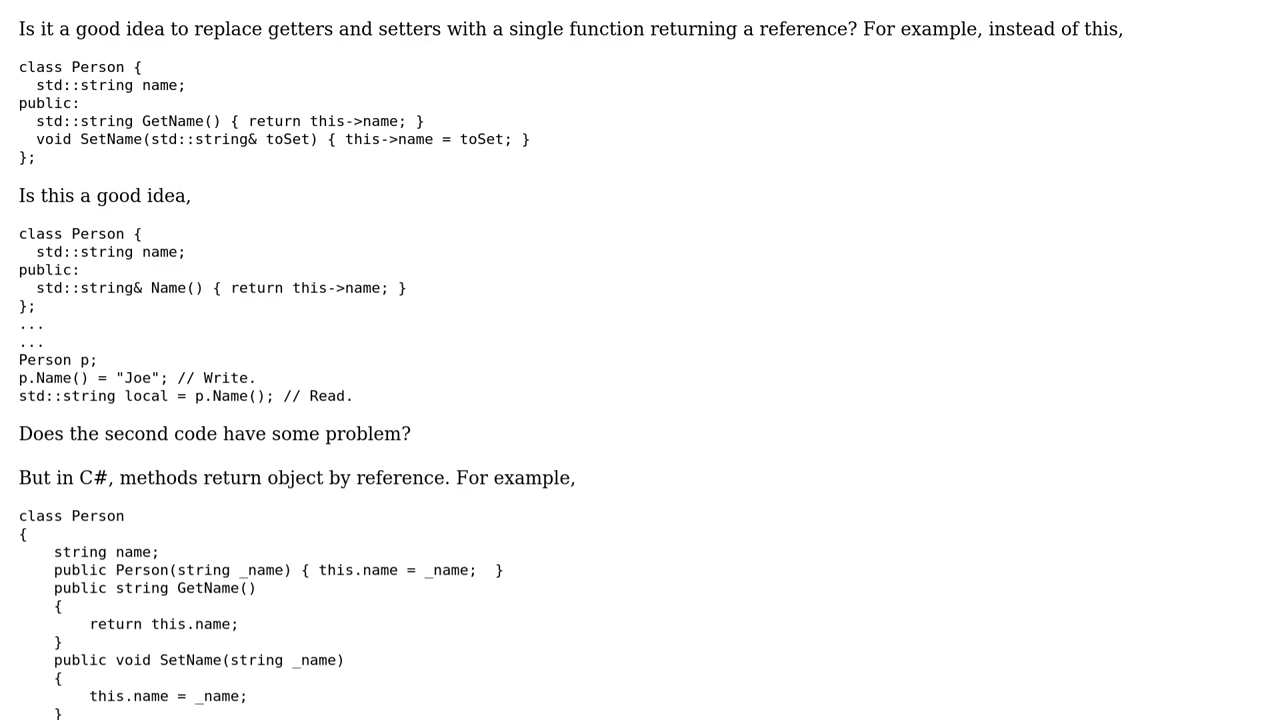 Is it a good idea to replace getters and setters with a single function returning a reference? For example, instead of this,
class Person {
  std::string name;
public:
  std::string GetName() { return this->name; }
  void SetName(std::string& toSet) { this->name = toSet; }
};
Is this a good idea,
class Person {
  std::string name;
public:
  std::string& Name() { return this->name; }
};
...
...
Person p;
p.Name() = "Joe"; // Write.
std::string local = p.Name(); // Read.
Does the second code have some problem?
But in C#, methods return object by reference. For example,
class Person
{
    string name;
    public Person(string _name) { this.name = _name;  }
    public string GetName()
    {
        return this.name;
    }
    public void SetName(string _name)
    {
        this.name = _name;
    }